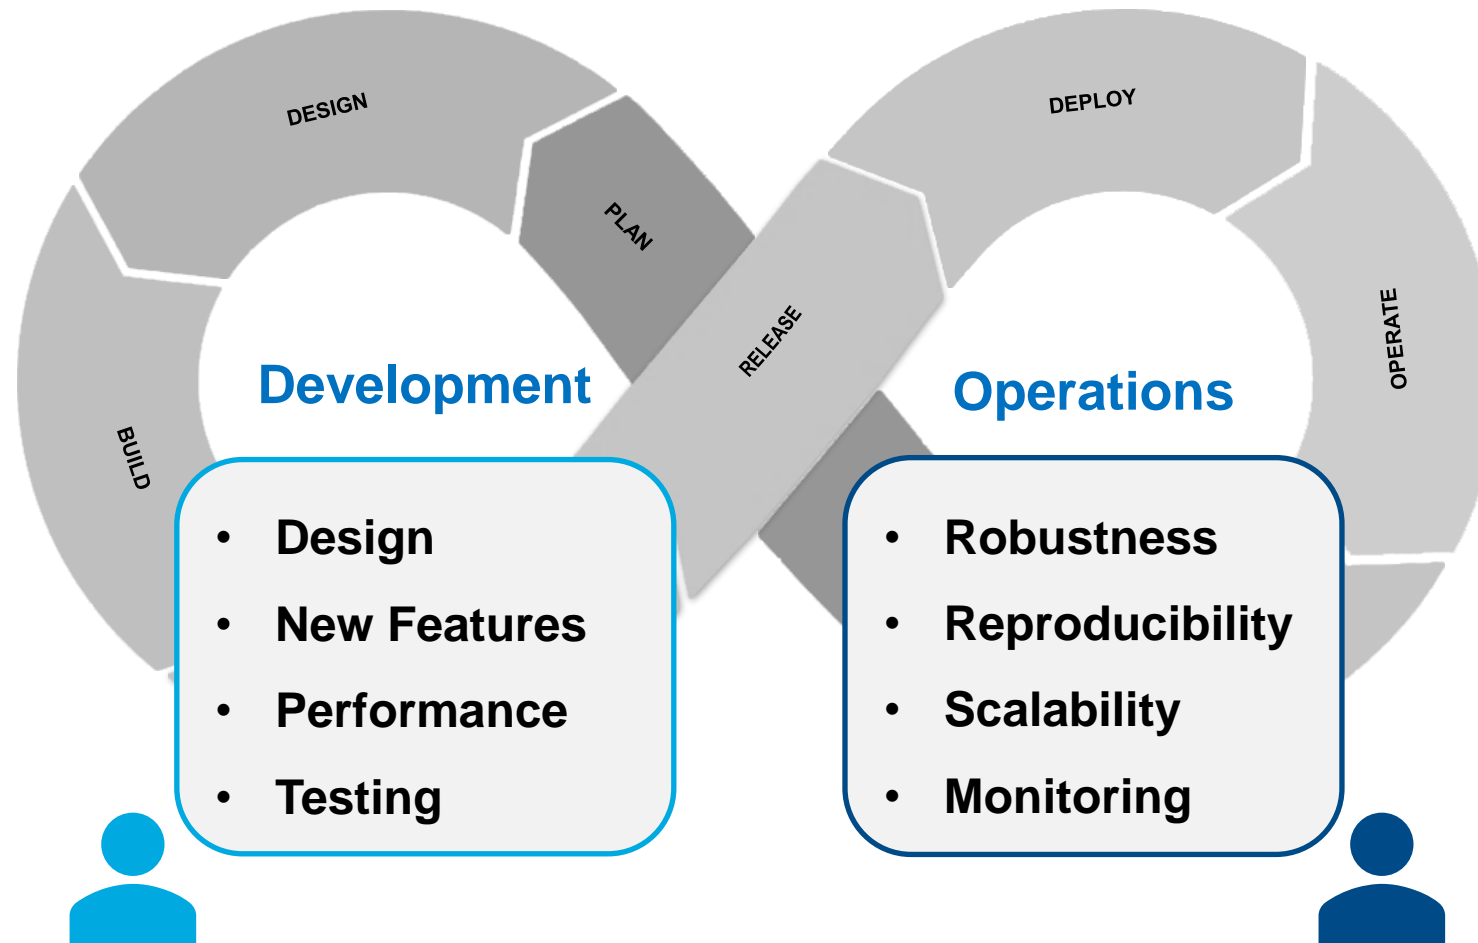 DESIGN
DEPLOY
PLAN
RELEASE
OPERATE
Development
Operations
BUILD
• Design
• New Features
• Performance
• Testing
• Robustness
• Reproducibility
• Scalability
• Monitoring